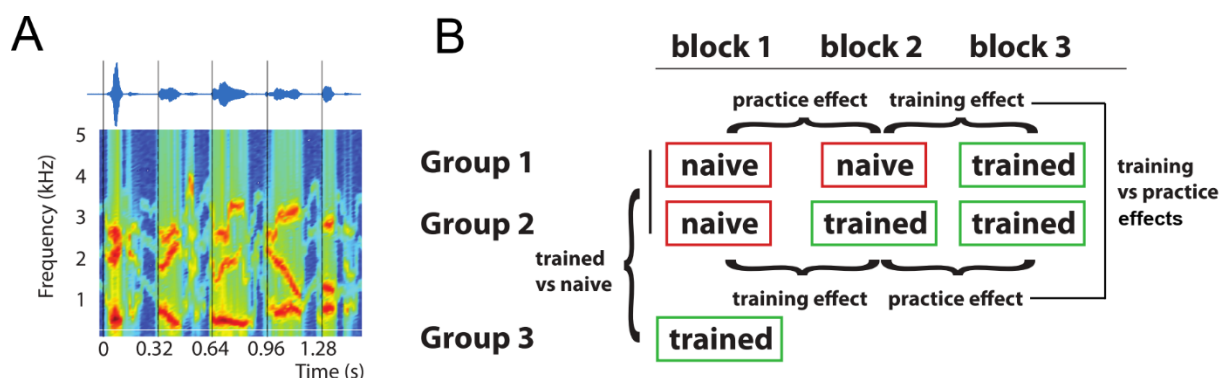 A
5
4
3
2
1
Frequency (kHz)
0 0.32 0.64 0.96 1.28
Time (s)
B
block 1 block 2 block 3
practice effect training effect
Group 1 naive naive trained
training
vs practice
effects
Group 2 naive trained trained
trained
vs naive
training effect practice effect
Group 3 trained